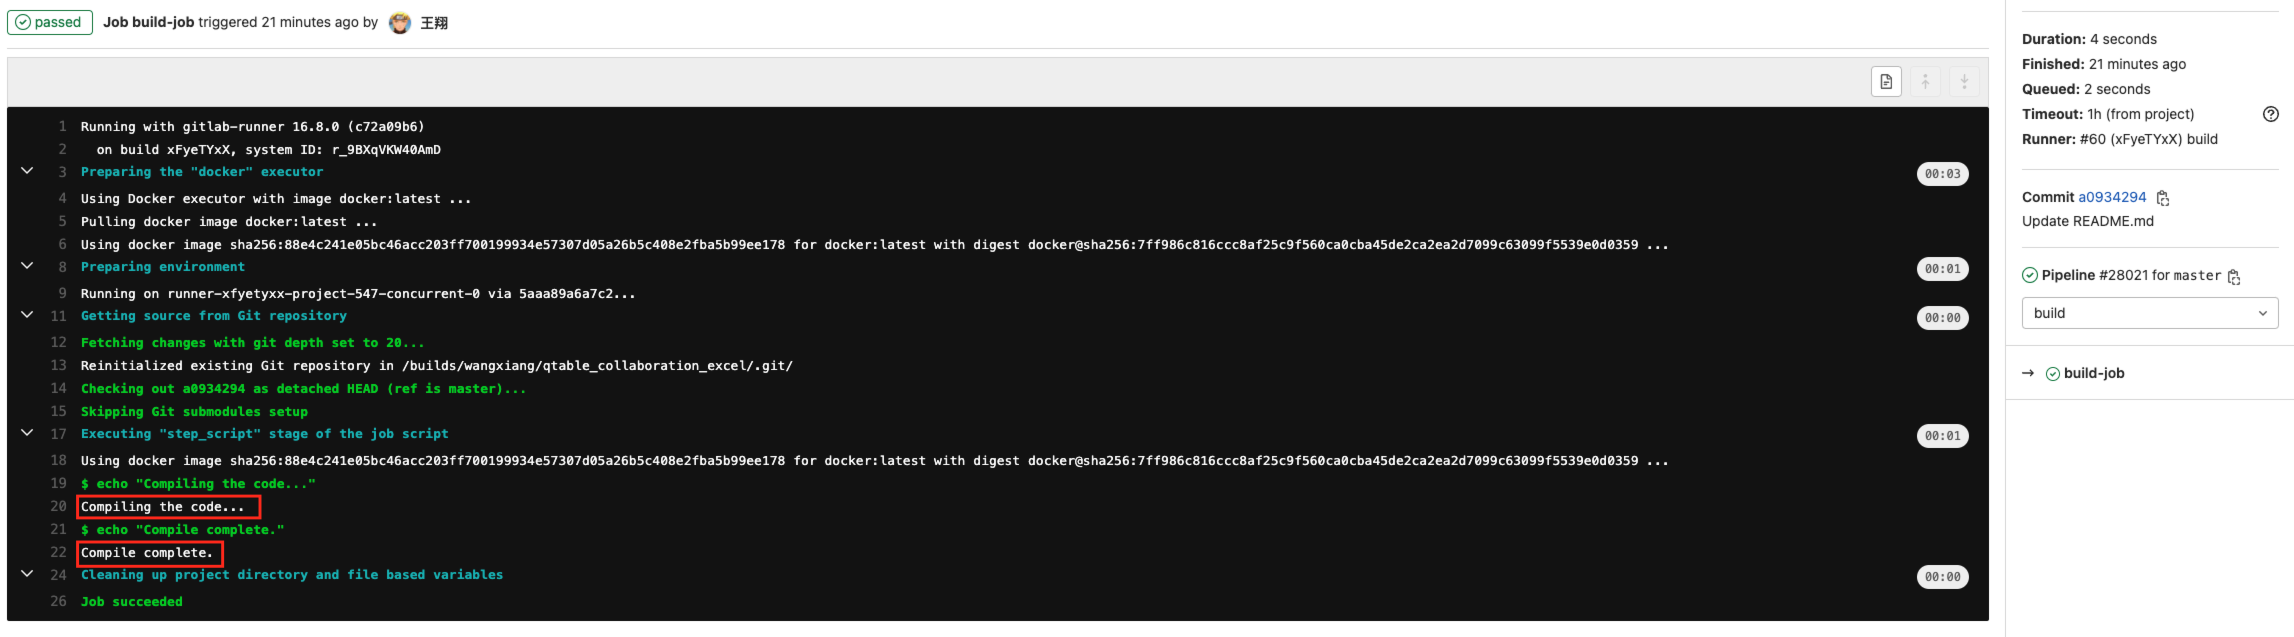 passed Job build-job triggered 21 minutes ago by 王翔
1 Running with gitlab-runner 16.8.0 (c72a09b6)
2 on build xFyeTYxX, system ID: r_9BXqVKW40AmD
3 Preparing the "docker" executor 00:03
4 Using Docker executor with image docker:latest ...
5 Pulling docker image docker:latest ...
6 Using docker image sha256:88e4c241e05bc46acc203ff700199934e57307d05a26b5c408e2fba5b99ee178 for docker:latest with digest docker@sha256:7ff986c816ccc8af25c9f560ca0cba45de2ca2ea2d7099c63099f5539e0d0359 ...
8 Preparing environment 00:01
9 Running on runner-xfyetyxx-project-547-concurrent-0 via 5aaa89a6a7c2...
11 Getting source from Git repository 00:00
12 Fetching changes with git depth set to 20...
13 Reinitialized existing Git repository in /builds/wangxiang/qtable_collaboration_excel/.git/
14 Checking out a0934294 as detached HEAD (ref is master)...
15 Skipping Git submodules setup
17 Executing "step_script" stage of the job script 00:01
18 Using docker image sha256:88e4c241e05bc46acc203ff700199934e57307d05a26b5c408e2fba5b99ee178 for docker:latest with digest docker@sha256:7ff986c816ccc8af25c9f560ca0cba45de2ca2ea2d7099c63099f5539e0d0359 ...
19 $ echo "Compiling the code..."
20 Compiling the code...
21 $ echo "Compile complete."
22 Compile complete.
24 Cleaning up project directory and file based variables 00:00
26 Job succeeded
Duration: 4 seconds
Finished: 21 minutes ago
Queued: 2 seconds
Timeout: 1h (from project)
Runner: #60 (xFyeTYxX) build
Commit a0934294
Update README.md
Pipeline #28021 for master
build
→ build-job